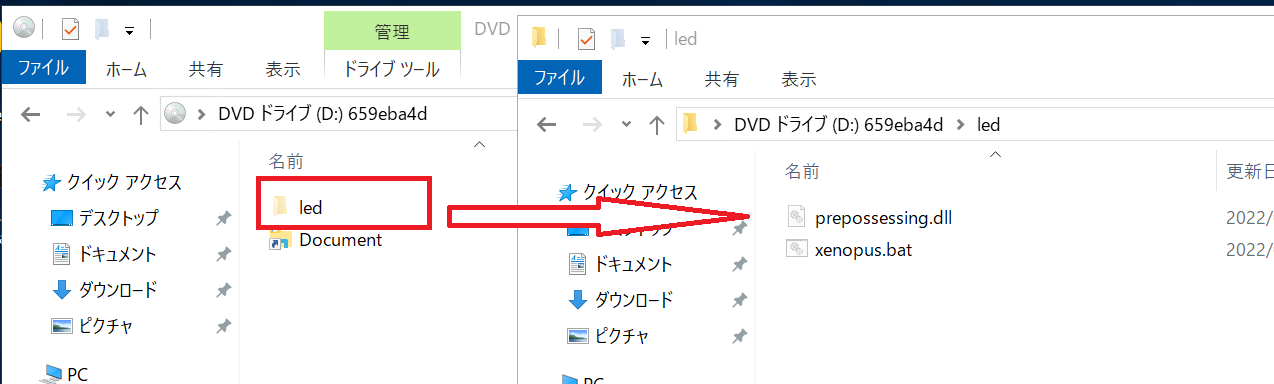 管理
DVD
ファイル
ホーム
共有
表示
ドライブ ツール
DVD ドライブ (D:) 659eba4d
名前
クイック アクセス
デスクトップ
ドキュメント
ダウンロード
ピクチャ
PC
led
Document
led
ファイル
ホーム
共有
表示
DVD ドライブ (D:) 659eba4d
led
名前
更新日
クイック アクセス
ドキュメント
ダウンロード
ピクチャ
PC
prepossessing.dll
2022/
xenopus.bat
2022/